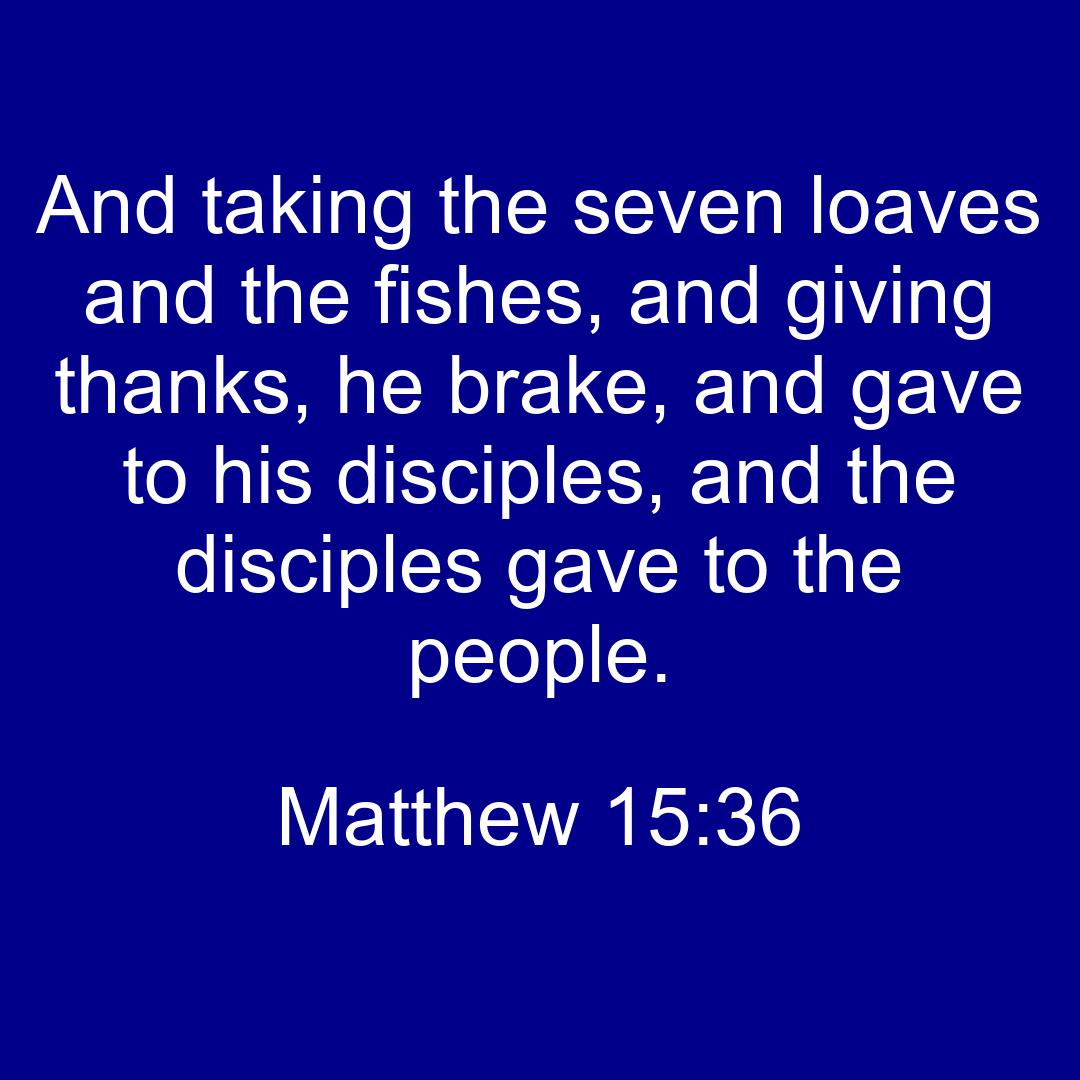 And taking the seven loaves
and the fishes, and giving
thanks, he brake, and gave
to his disciples, and the
disciples gave to the
people.
Matthew 15:36